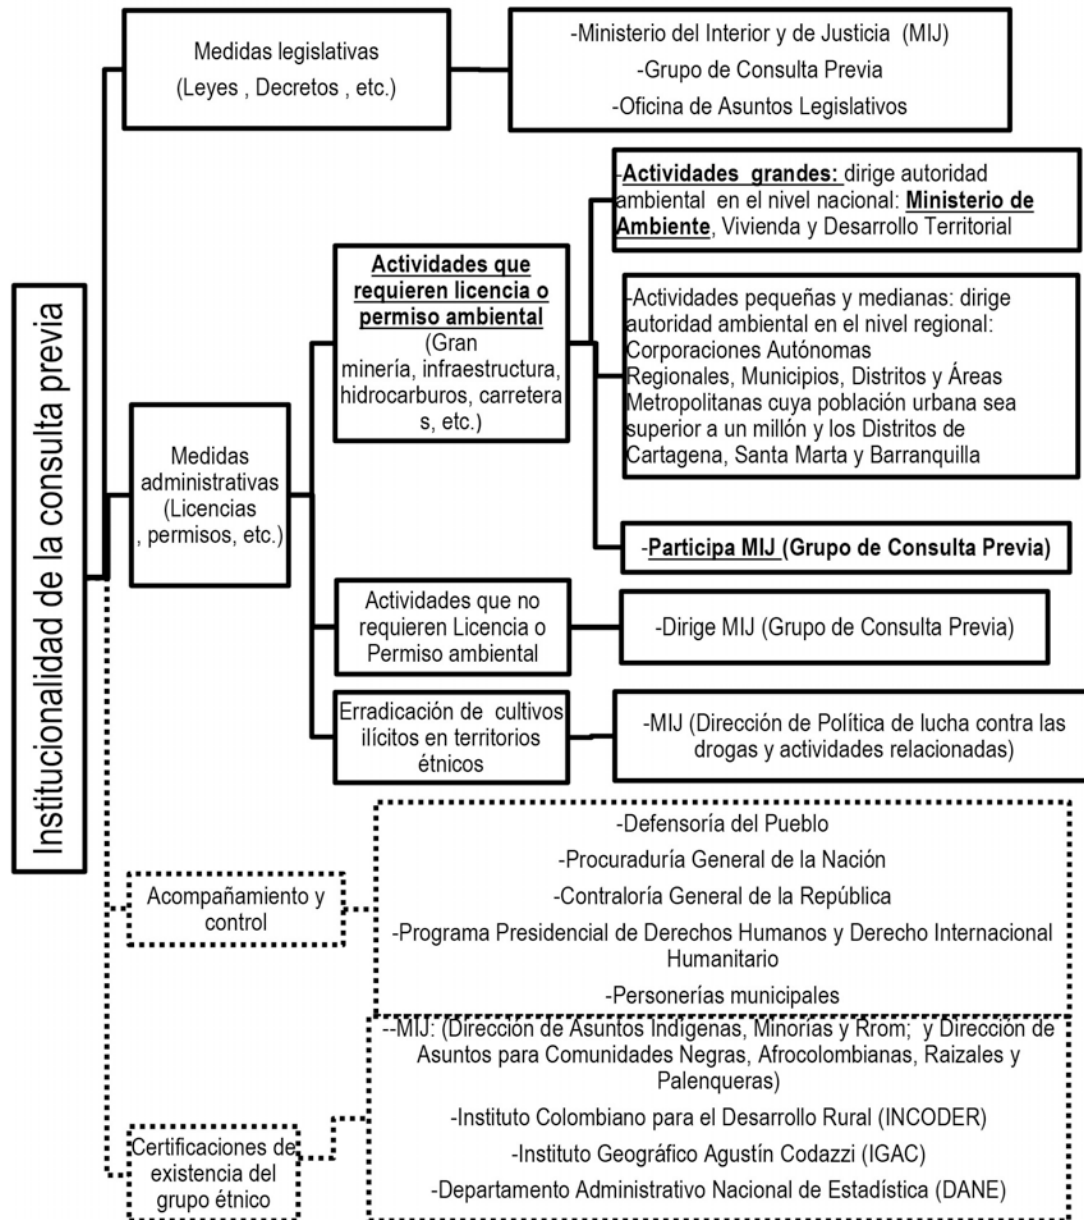 Institucionalidad de la consulta previa
Medidas legislativas
(Leyes , Decretos , etc.)
-Ministerio del Interior y de Justicia (MIJ)
-Grupo de Consulta Previa
-Oficina de Asuntos Legislativos
Medidas
administrativas
(Licencias
, permisos, etc.)
Actividades que
requieren licencia o
permiso ambiental
(Gran
minería, infraestructura,
hidrocarburos, carretera
s, etc.)
-Actividades grandes: dirige autoridad
ambiental en el nivel nacional: Ministerio de
Ambiente, Vivienda y Desarrollo Territorial
-Actividades pequeñas y medianas: dirige
autoridad ambiental en el nivel regional:
Corporaciones Autónomas
Regionales, Municipios, Distritos y Áreas
Metropolitanas cuya población urbana sea
superior a un millón y los Distritos de
Cartagena, Santa Marta y Barranquilla
-Participa MIJ (Grupo de Consulta Previa)
Actividades que no
requieren Licencia o
Permiso ambiental
-Dirige MIJ (Grupo de Consulta Previa)
Erradicación de cultivos
ilícitos en territorios
étnicos
-MIJ (Dirección de Política de lucha contra las
drogas y actividades relacionadas)
Acompañamiento y
control
-Defensoría del Pueblo
-Procuraduría General de la Nación
-Contraloría General de la República
-Programa Presidencial de Derechos Humanos y Derecho Internacional
Humanitario
-Personerías municipales
Certificaciones de
existencia del
grupo étnico
--MIJ: (Dirección de Asuntos Indígenas, Minorías y Rrom; y Dirección de
Asuntos para Comunidades Negras, Afrocolombianas, Raizales y
Palenqueras)
-Instituto Colombiano para el Desarrollo Rural (INCODER)
-Instituto Geográfico Agustín Codazzi (IGAC)
-Departamento Administrativo Nacional de Estadística (DANE)